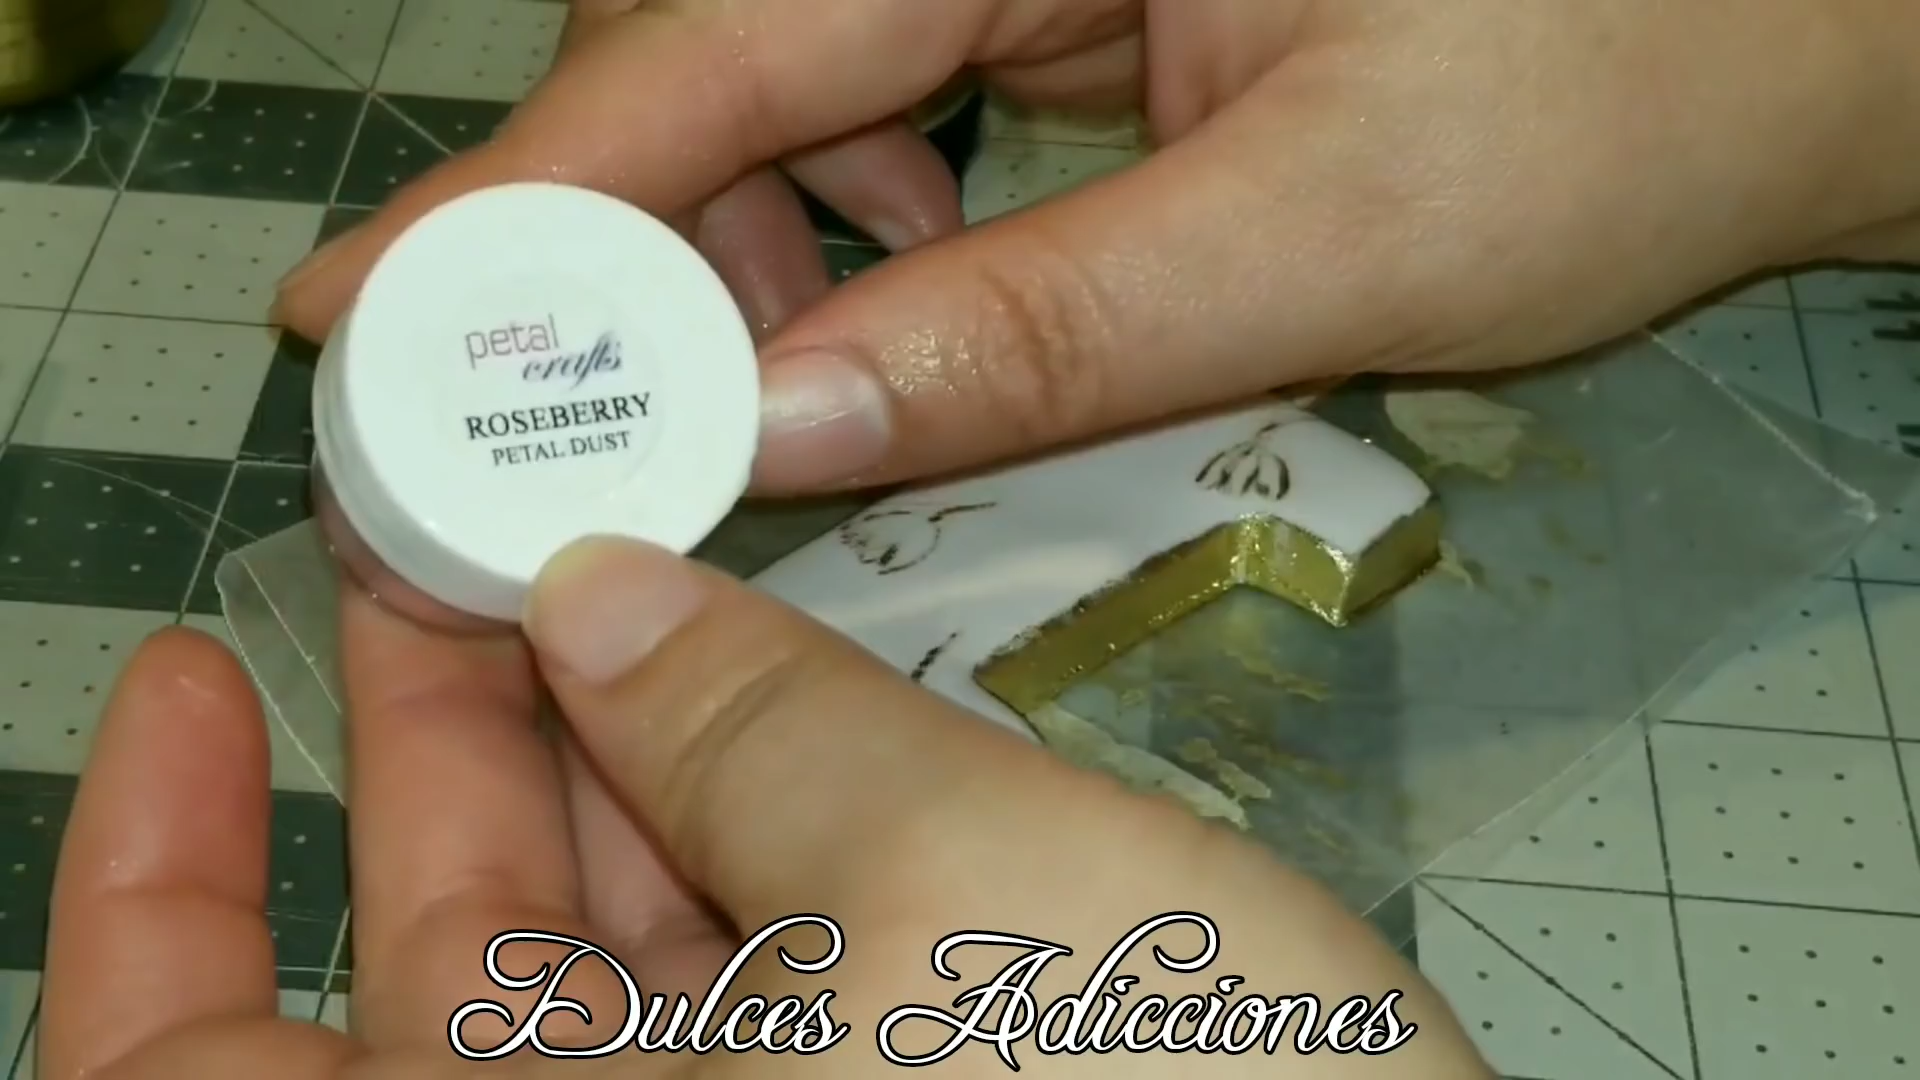 petal
crafts
ROSEBERRY
PETAL DUST
Dulces Adicciones